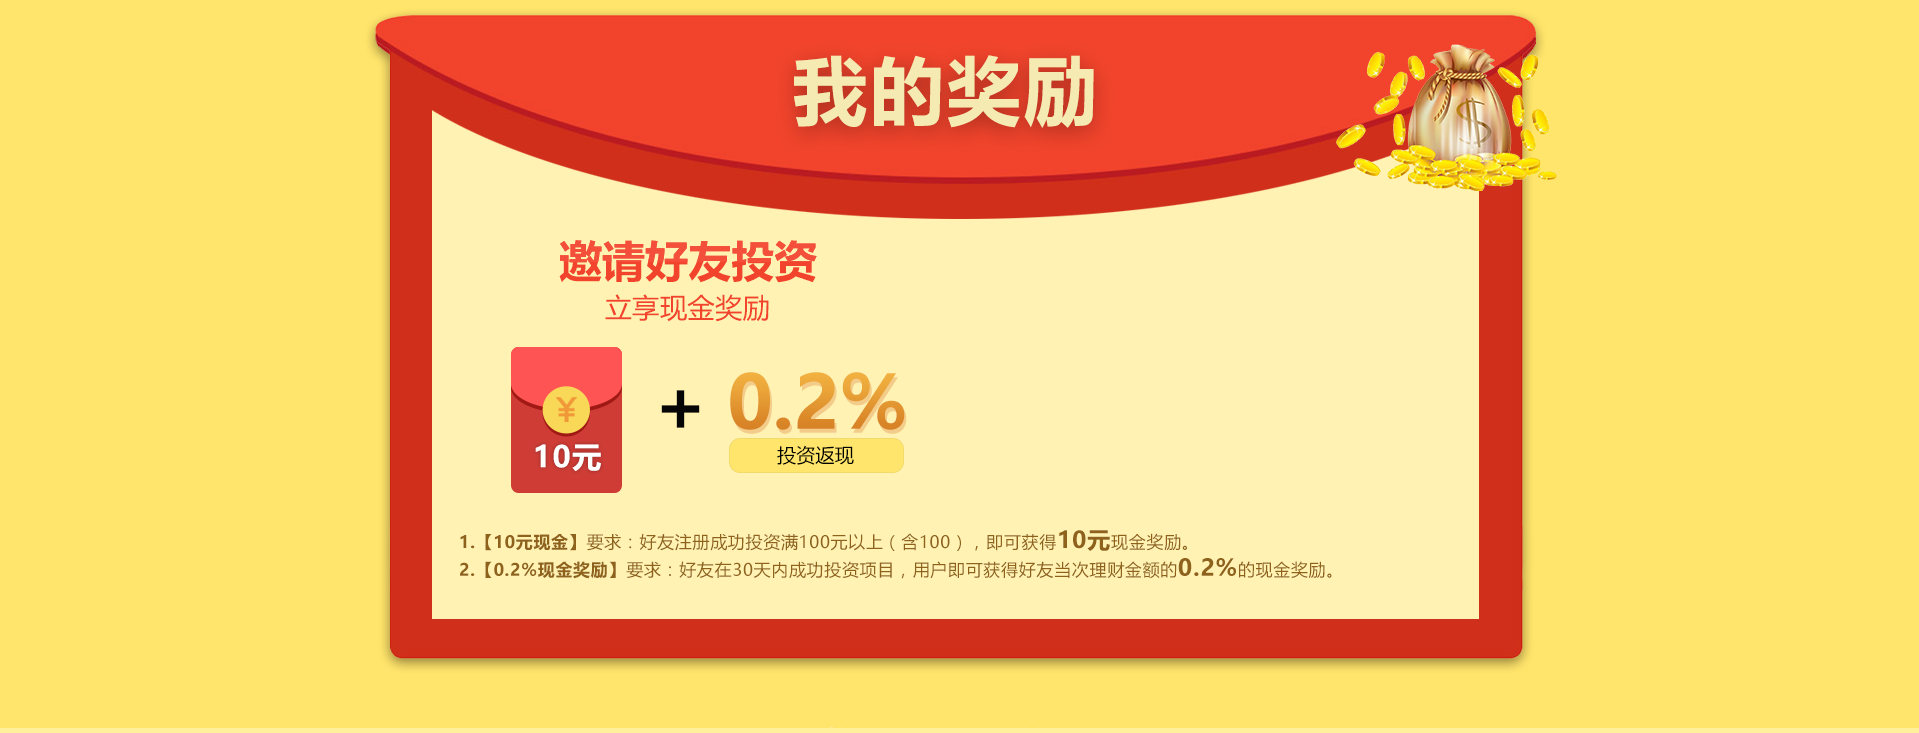 我的奖励
邀请好友投资
立享现金奖励
¥
10元
+
0.2%
投资返现
1.【10元现金】要求：好友注册成功投资满100元以上（含100），即可获得10元现金奖励。
2.【0.2%现金奖励】要求：好友在30天内成功投资项目，用户即可获得好友当次理财金额的0.2%的现金奖励。
$